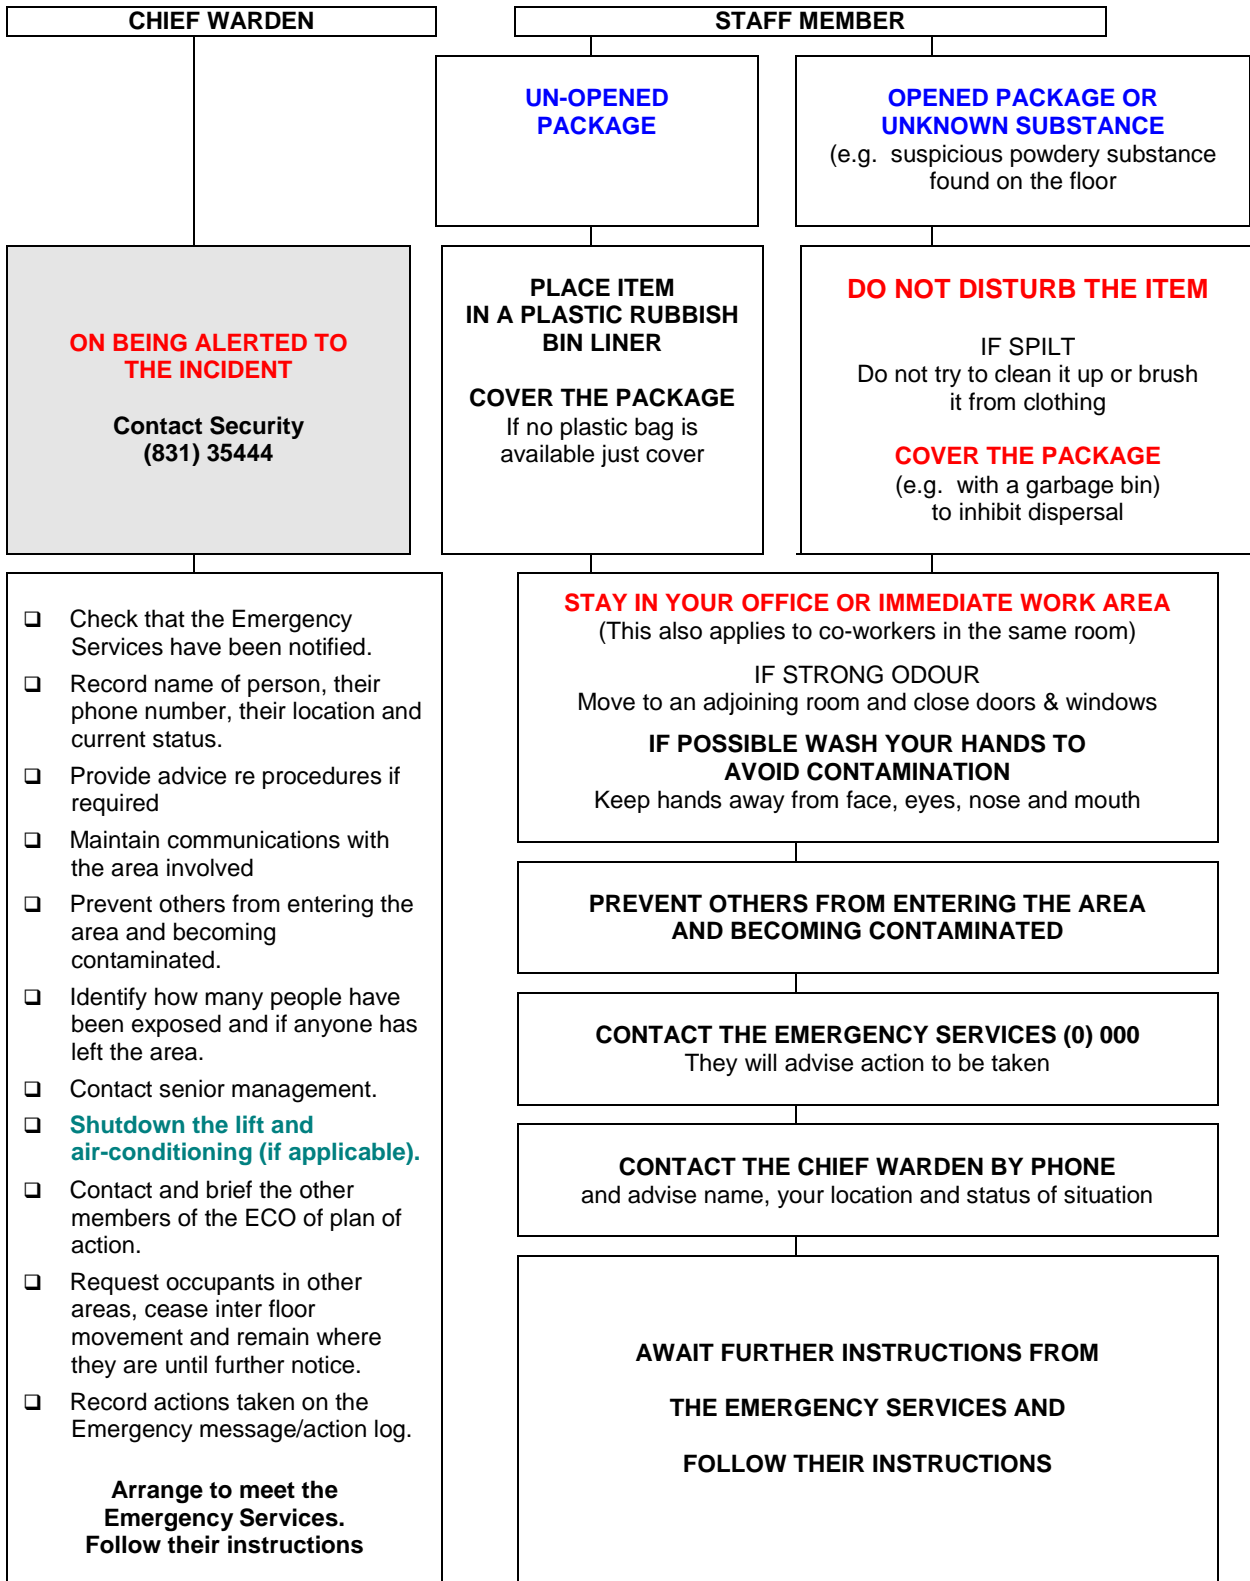 CHIEF WARDEN
STAFF MEMBER
UN-OPENED
PACKAGE
OPENED PACKAGE OR
UNKNOWN SUBSTANCE
(e.g. suspicious powdery substance
found on the floor
ON BEING ALERTED TO
THE INCIDENT
Contact Security
(831) 35444
PLACE ITEM
IN A PLASTIC RUBBISH
BIN LINER
COVER THE PACKAGE
If no plastic bag is
available just cover
DO NOT DISTURB THE ITEM
IF SPILT
Do not try to clean it up or brush
it from clothing
COVER THE PACKAGE
(e.g. with a garbage bin)
to inhibit dispersal
❑ Check that the Emergency
Services have been notified.
❑ Record name of person, their
phone number, their location and
current status.
❑ Provide advice re procedures if
required
❑ Maintain communications with
the area involved
❑ Prevent others from entering the
area and becoming
contaminated.
❑ Identify how many people have
been exposed and if anyone has
left the area.
❑ Contact senior management.
❑ Shutdown the lift and
air-conditioning (if applicable).
❑ Contact and brief the other
members of the ECO of plan of
action.
❑ Request occupants in other
areas, cease inter floor
movement and remain where
they are until further notice.
❑ Record actions taken on the
Emergency message/action log.
Arrange to meet the
Emergency Services.
Follow their instructions
STAY IN YOUR OFFICE OR IMMEDIATE WORK AREA
(This also applies to co-workers in the same room)
IF STRONG ODOUR
Move to an adjoining room and close doors & windows
IF POSSIBLE WASH YOUR HANDS TO
AVOID CONTAMINATION
Keep hands away from face, eyes, nose and mouth
PREVENT OTHERS FROM ENTERING THE AREA
AND BECOMING CONTAMINATED
CONTACT THE EMERGENCY SERVICES (0) 000
They will advise action to be taken
CONTACT THE CHIEF WARDEN BY PHONE
and advise name, your location and status of situation
AWAIT FURTHER INSTRUCTIONS FROM
THE EMERGENCY SERVICES AND
FOLLOW THEIR INSTRUCTIONS